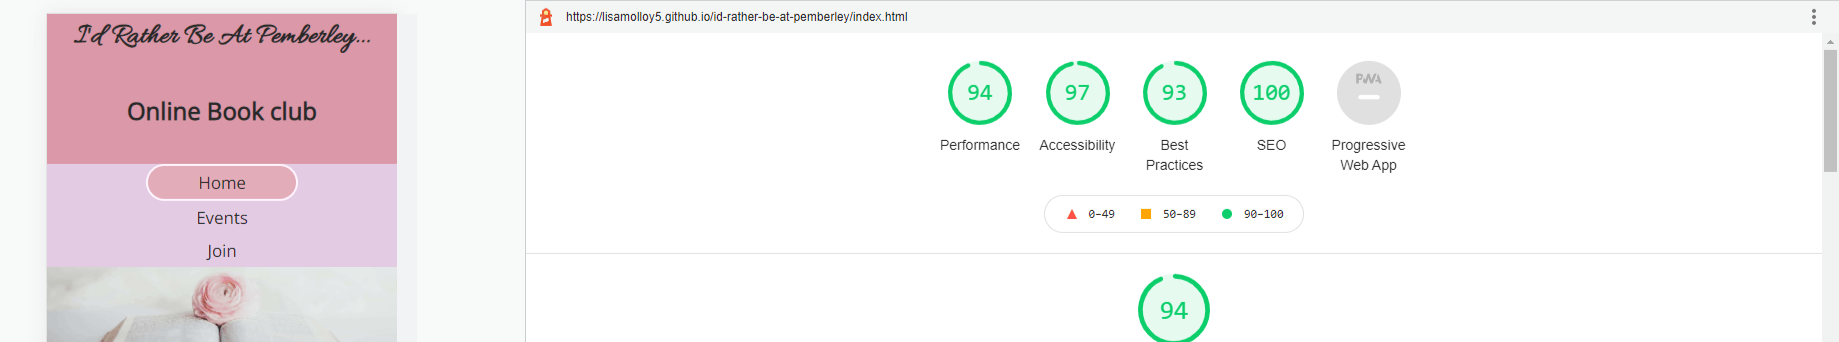 I'd Rather Be At Pemberley...
Online Book club
Home
Events
Join
https://lisamolloy5.github.io/id-rather-be-at-pemberley/index.html
94
97
93
100
PWA
Performance
Accessibility
Best
Practices
SEO
Progressive
Web App
0–49
50–89
90–100
94